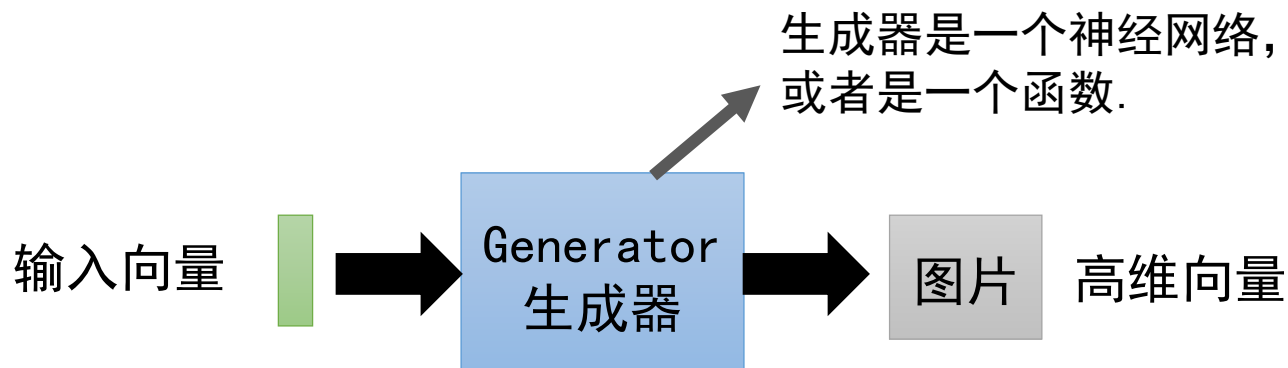 生成器是一个神经网络，
或者是一个函数.
输入向量
Generator
生成器
图片
高维向量